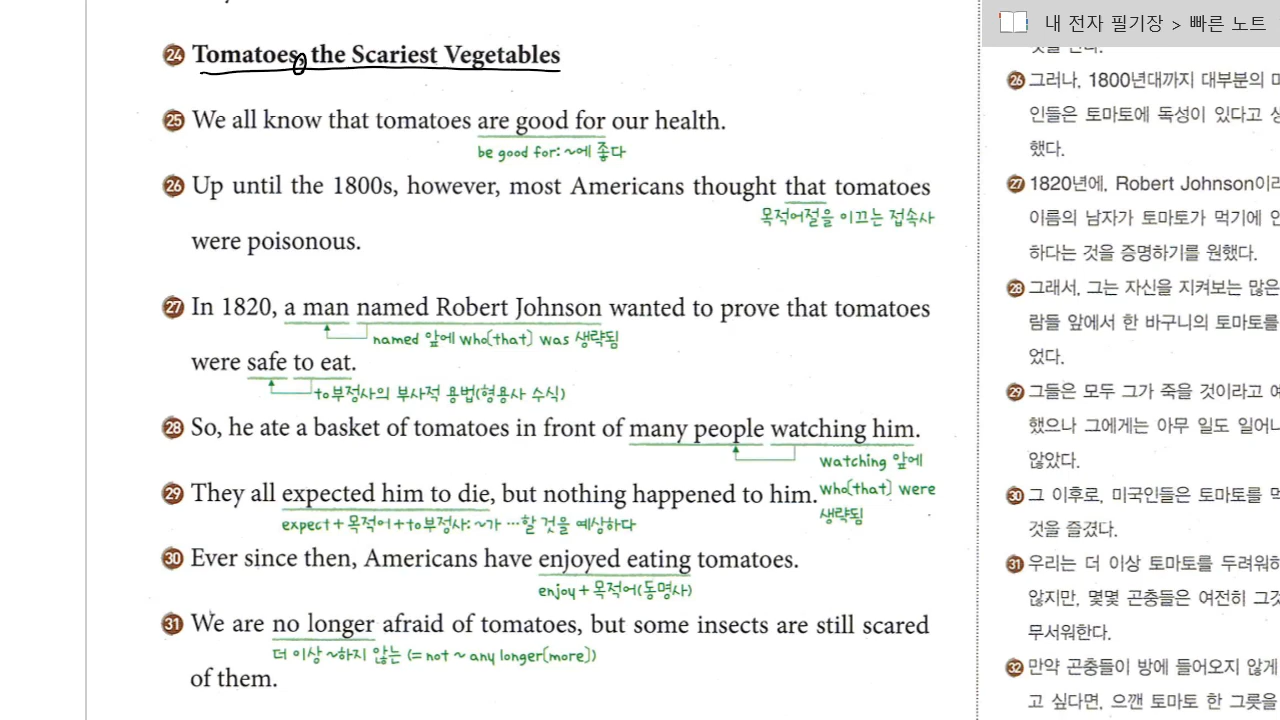 내 전자 필기장 > 빠른 노트
24 Tomatoes, the Scariest Vegetables
25 We all know that tomatoes are good for our health.
be good for: ~에 좋다
26 Up until the 1800s, however, most Americans thought that tomatoes
목적어절을 이끄는 접속사
were poisonous.
27 In 1820, a man named Robert Johnson wanted to prove that tomatoes
named 앞에 who(that) was 생략됨
were safe to eat.
to부정사의 부사적 용법(형용사 수식)
28 So, he ate a basket of tomatoes in front of many people watching him.
watching 앞에
who(that) were
생략됨
29 They all expected him to die, but nothing happened to him.
expect+목적어+to부정사: ~가 …할 것을 예상하다
30 Ever since then, Americans have enjoyed eating tomatoes.
enjoy+목적어(동명사)
31 We are no longer afraid of tomatoes, but some insects are still scared
더 이상 ~하지 않는 (= not ~ any longer(more))
of them.
26 그러나, 1800년대까지 대부분의
인들은 토마토에 독성이 있다고
했다.
27 1820년에, Robert Johnson이
이름의 남자가 토마토가 먹기에
하다는 것을 증명하기를 원했다.
28 그래서, 그는 자신을 지켜보는 많은
람들 앞에서 한 바구니의 토마토를
었다.
29 그들은 모두 그가 죽을 것이라고
했으나 그에게는 아무 일도
않았다.
30 그 이후로, 미국인들은 토마토를
것을 즐겼다.
31 우리는 더 이상 토마토를
않지만, 몇몇 곤충들은 여전히
무서워한다.
32 만약 곤충들이 방에 들어오지 않게
고 싶다면, 으깬 토마토 한 그릇을